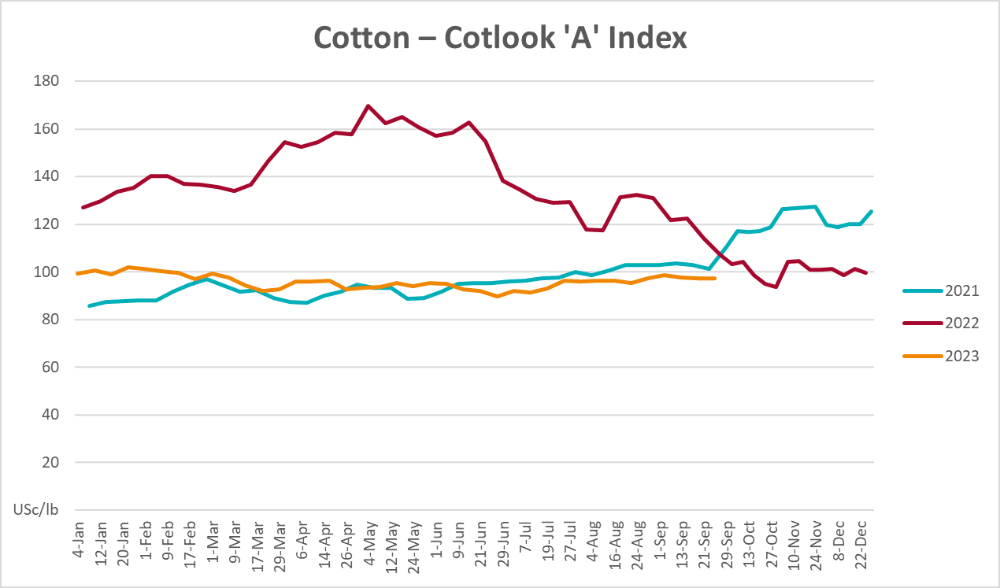 Cotton – Cotlook 'A' Index
180
160
140
120
100
80
60
40
20
USc/lb
4-Jan
12-Jan
20-Jan
1-Feb
9-Feb
17-Feb
1-Mar
9-Mar
17-Mar
29-Mar
6-Apr
14-Apr
26-Apr
4-May
12-May
24-May
1-Jun
9-Jun
21-Jun
29-Jun
7-Jul
19-Jul
27-Jul
4-Aug
16-Aug
24-Aug
1-Sep
13-Sep
21-Sep
29-Sep
13-Oct
27-Oct
10-Nov
24-Nov
8-Dec
22-Dec
2021
2022
2023